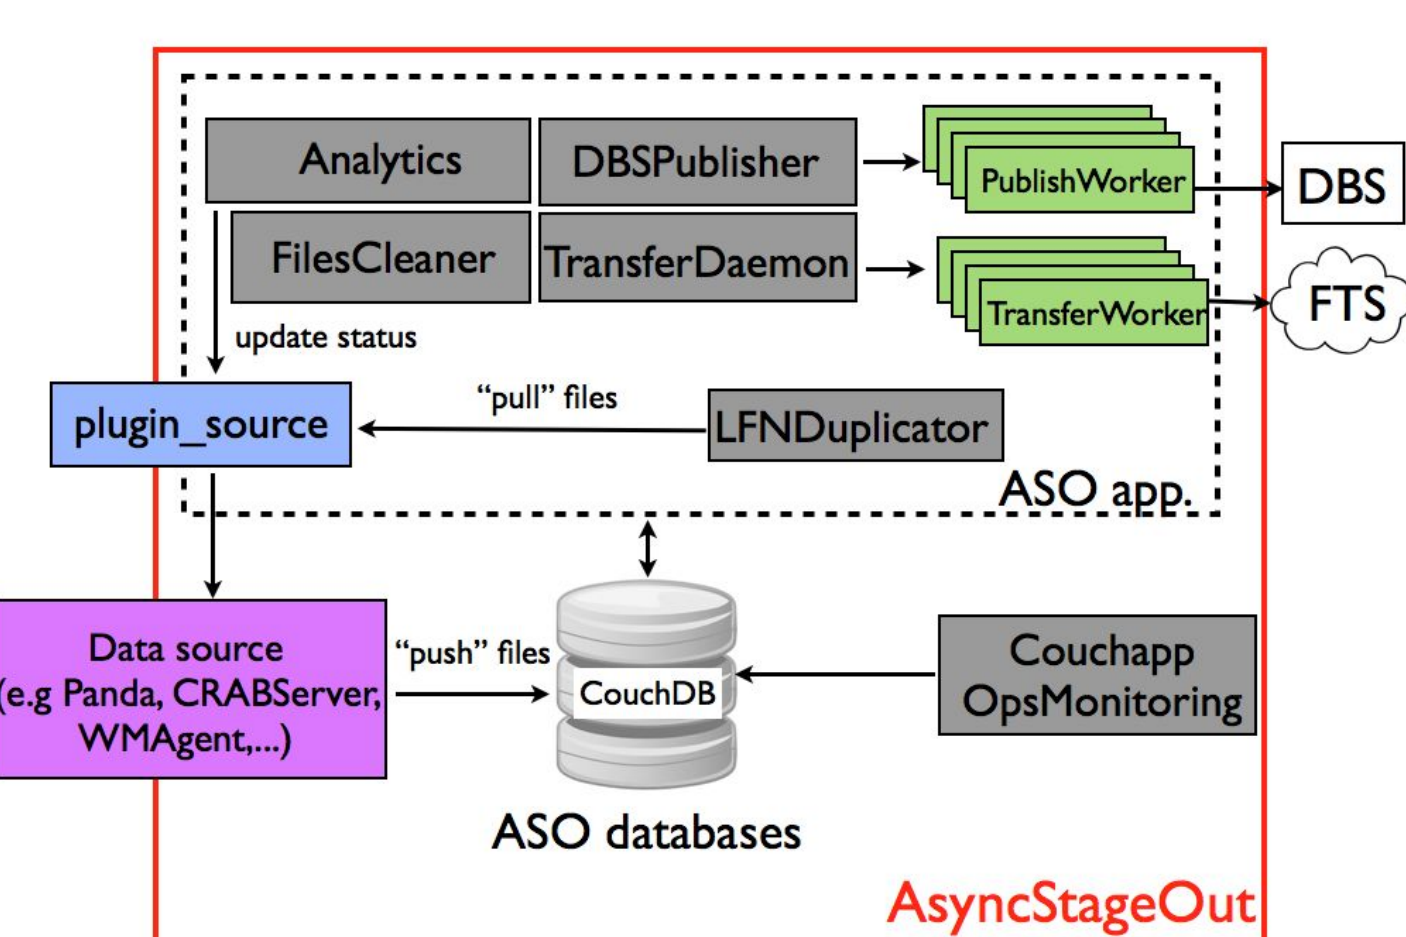 Analytics
DBSPublisher
PublishWorker
DBS
FilesCleaner
TransferDaemon
TransferWorker
FTS
update status
plugin_source
“pull” files
LFNDuplicator
ASO app.
Data source
(e.g Panda, CRABServer,
WMAgent,...)
“push” files
CouchDB
Couchapp
OpsMonitoring
ASO databases
AsyncStageOut